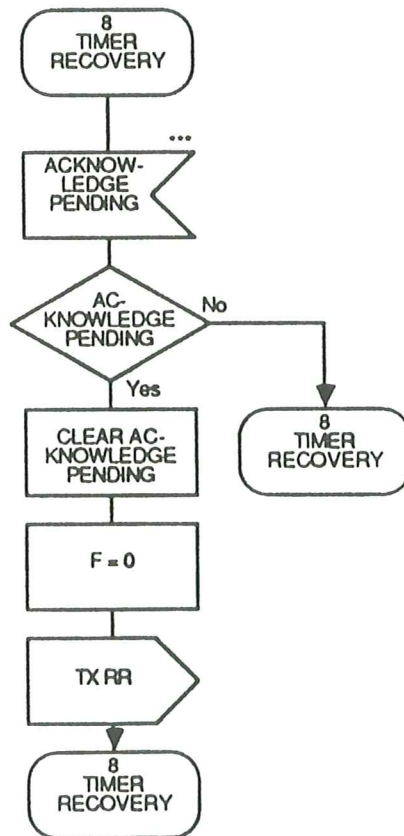 8
TIMER
RECOVERY
...
ACKNOW-
LEDGE
PENDING
AC-
KNOWLEDGE
PENDING
No
Yes
8
TIMER
RECOVERY
CLEAR AC-
KNOWLEDGE
PENDING
F = 0
TX RR
8
TIMER
RECOVERY